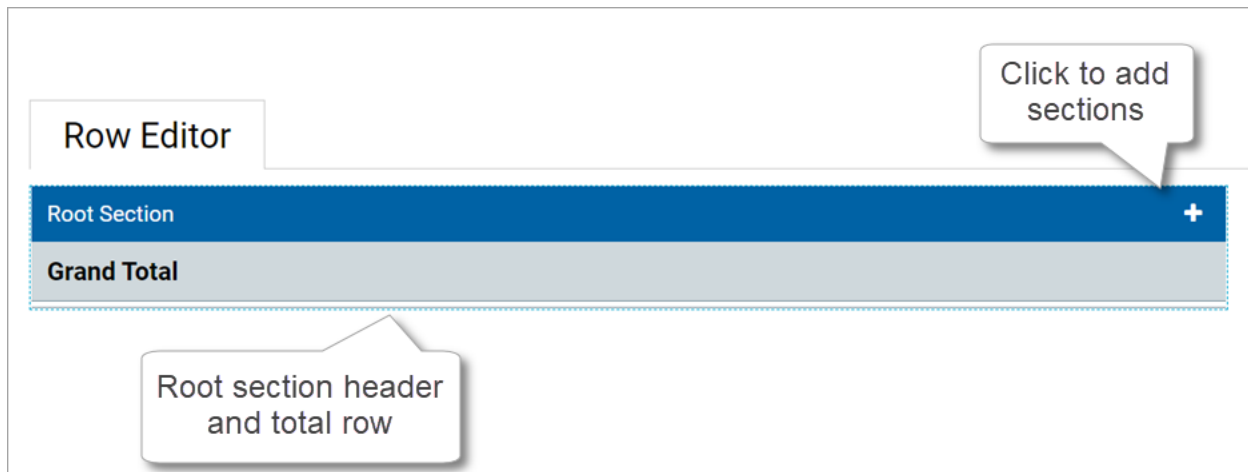 Click to add
sections
Row Editor
Root Section
Grand Total
Root section header
and total row